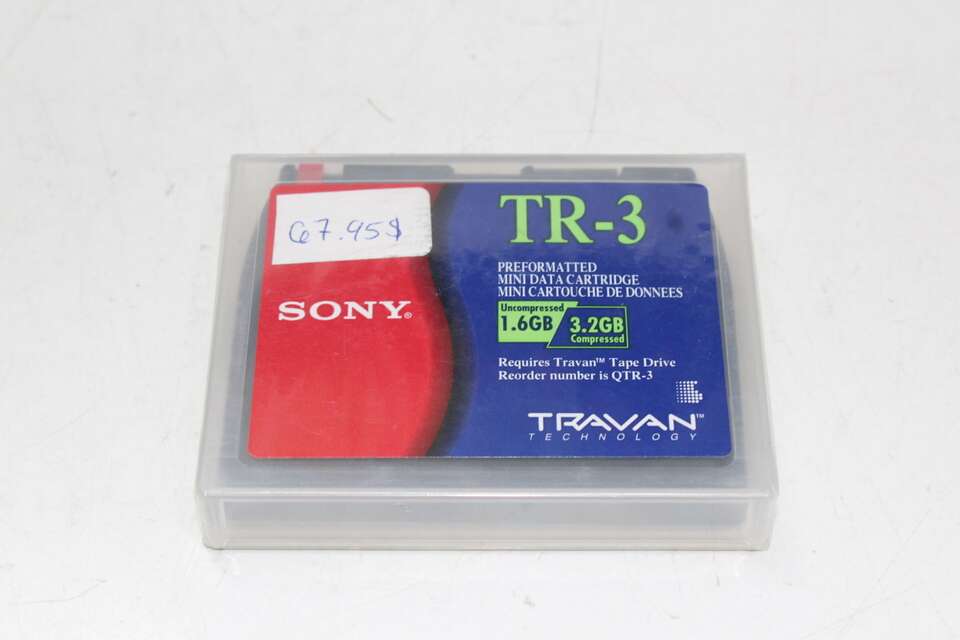 67.95$
SONY®
TR-3
PREFORMATTED
MINI DATA CARTRIDGE
MINI CARTOUCHE DE DONNEES
Uncompressed
1.6GB
3.2GB
Compressed
Requires Travan™ Tape Drive
Reorder number is QTR-3
TRAVAN™
TECHNOLOGY